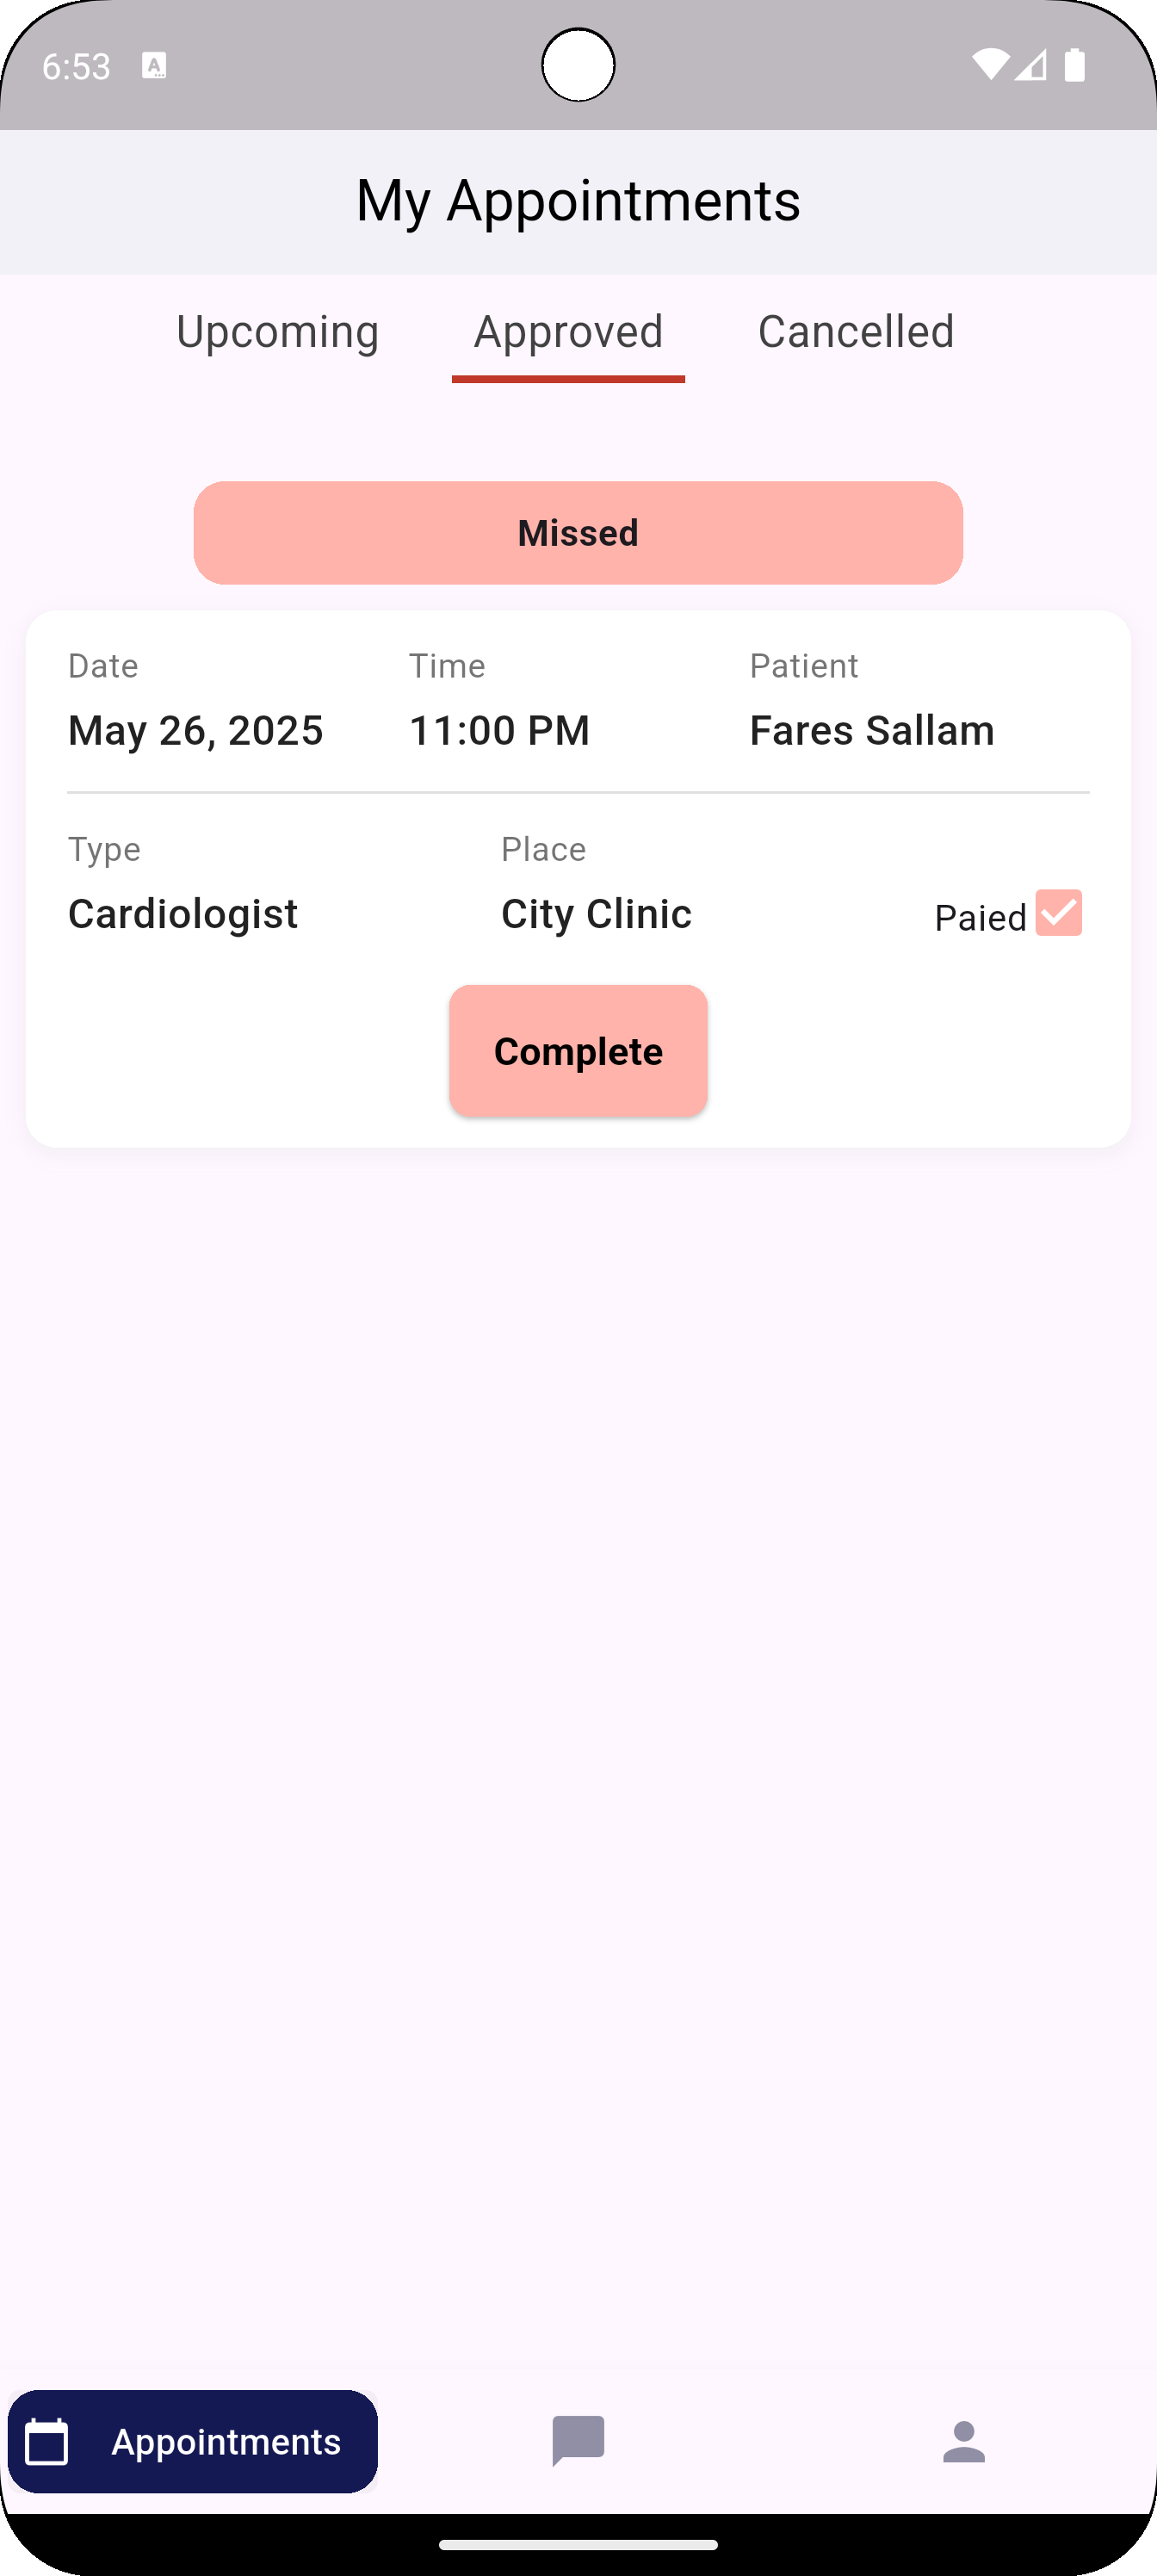 6:53
My Appointments
Upcoming Approved Cancelled
Missed
Date Time Patient
May 26, 2025 11:00 PM Fares Sallam
Type Place
Cardiologist City Clinic Paied
Complete
Appointments